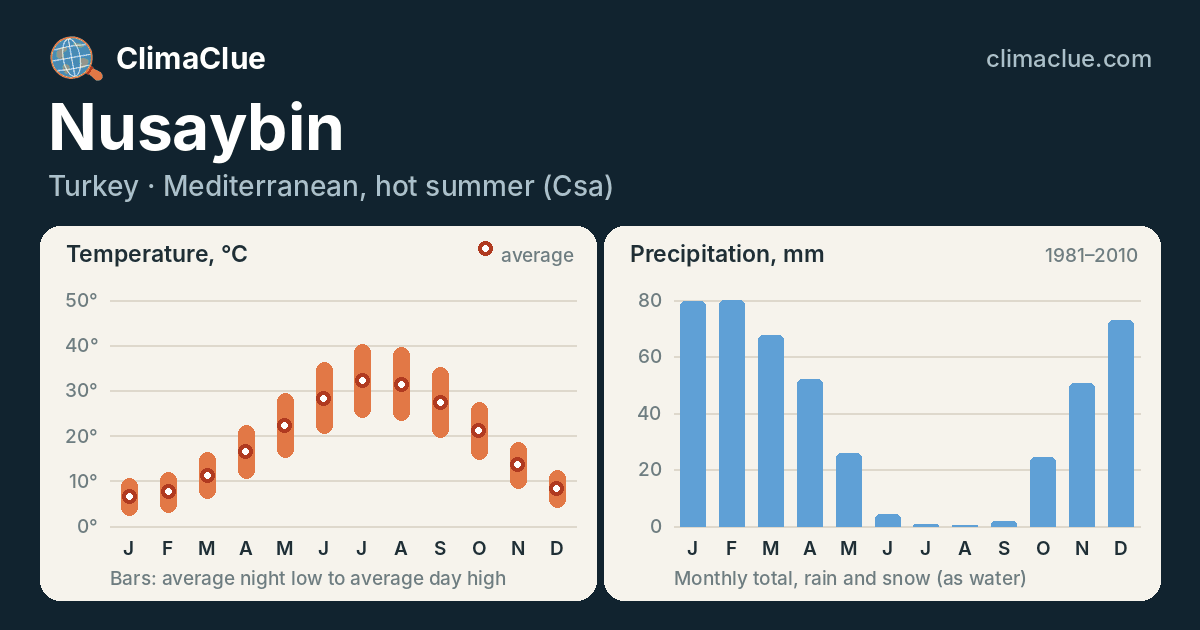 ClimaClue
climaclue.com
Nusaybin
Turkey · Mediterranean, hot summer (Csa)
Temperature, °C
average
50°
40°
30°
20°
10°
0°
J F M A M J J A S O N D
Bars: average night low to average day high
Precipitation, mm
1981–2010
80
60
40
20
0
J F M A M J J A S O N D
Monthly total, rain and snow (as water)